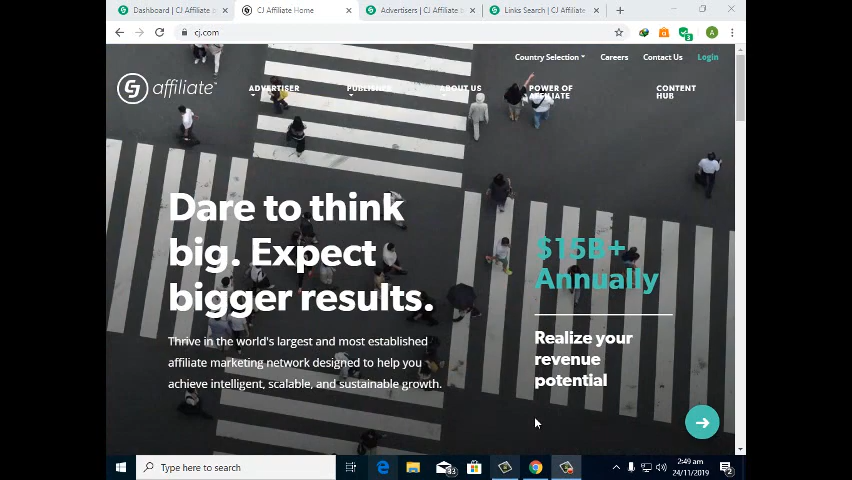 Dashboard | CJ Affiliate b
CJ Affiliate Home
Advertisers | CJ Affiliate b
Links Search | CJ Affiliate
cj.com
A
3
Country Selection
Careers
Contact Us
Login
CJ affiliate
ADVERTISER
PUBLISHER
ABOUT US
POWER OF
AFFILIATE
CONTENT
HUB
Dare to think
big. Expect
bigger results.
$15B+
Annually
Thrive in the world's largest and most established
affiliate marketing network designed to help you
achieve intelligent, scalable, and sustainable growth.
Realize your
revenue
potential
Type here to search
2:49 am
24/11/2019
2